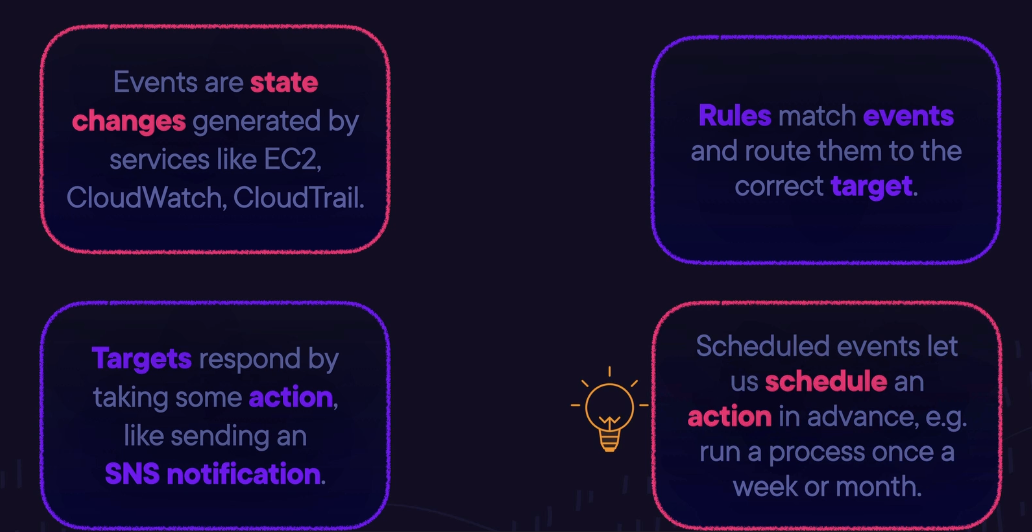 Events are state
changes generated by
services like EC2,
CloudWatch, CloudTrail.
Rules match events
and route them to the
correct target.
Targets respond by
taking some action,
like sending an
SNS notification.
Scheduled events let
us schedule an
action in advance, e.g.
run a process once a
week or month.